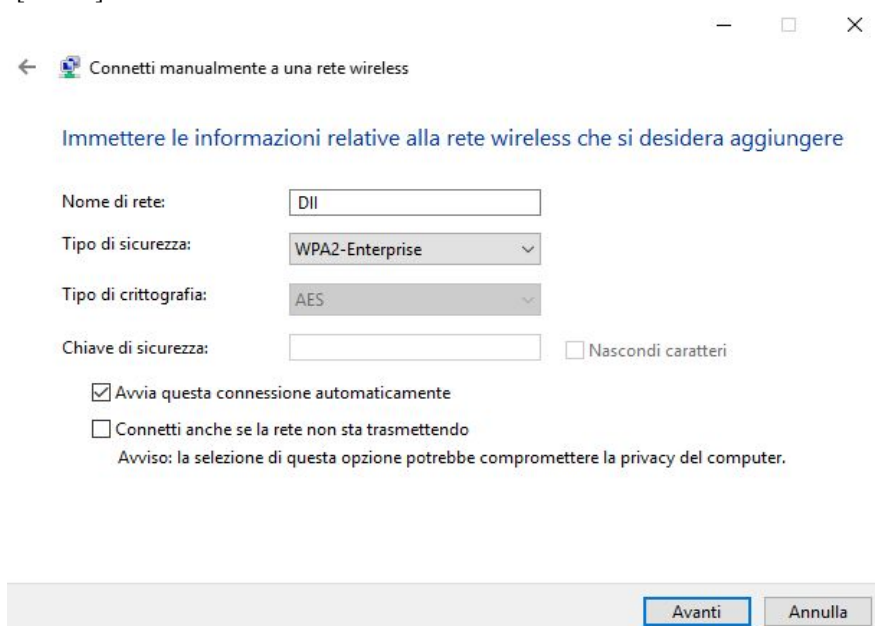 Connetti manualmente a una rete wireless
Immettere le informazioni relative alla rete wireless che si desidera aggiungere
Nome di rete: DII
Tipo di sicurezza: WPA2-Enterprise
Tipo di crittografia: AES
Chiave di sicurezza: Nascondi caratteri
Avvia questa connessione automaticamente
Connetti anche se la rete non sta trasmettendo
Avviso: la selezione di questa opzione potrebbe compromettere la privacy del computer.
Avanti Annulla